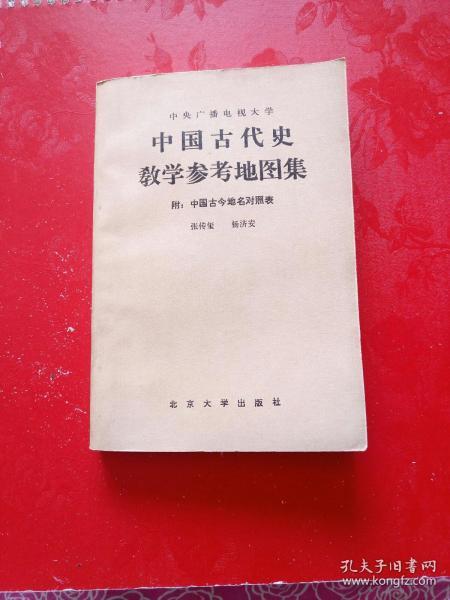 中央广播电视大学
中国古代史
教学参考地图集
附：中国古今地名对照表
张传玺 杨济安
北京大学出版社
孔夫子旧书网
www.kongfz.com